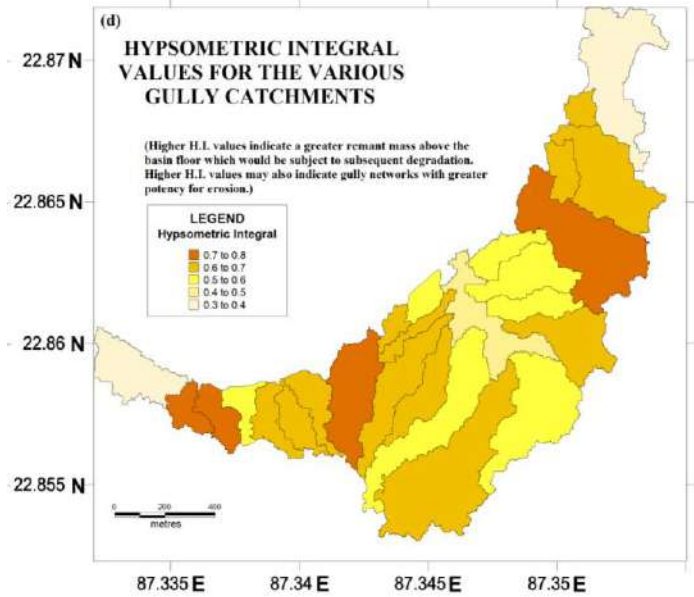 (d)
HYPSOMETRIC INTEGRAL
VALUES FOR THE VARIOUS
GULLY CATCHMENTS
(Higher H.I. values indicate a greater remant mass above the
basin floor which would be subject to subsequent degradation.
Higher H.I. values may also indicate gully networks with greater
potency for erosion.)
LEGEND
Hypsometric Integral
0.7 to 0.8
0.6 to 0.7
0.5 to 0.6
0.4 to 0.5
0.3 to 0.4
22.87 N
22.865 N
22.86 N
22.855 N
0 200 400
metres
87.335 E
87.34 E
87.345 E
87.35 E